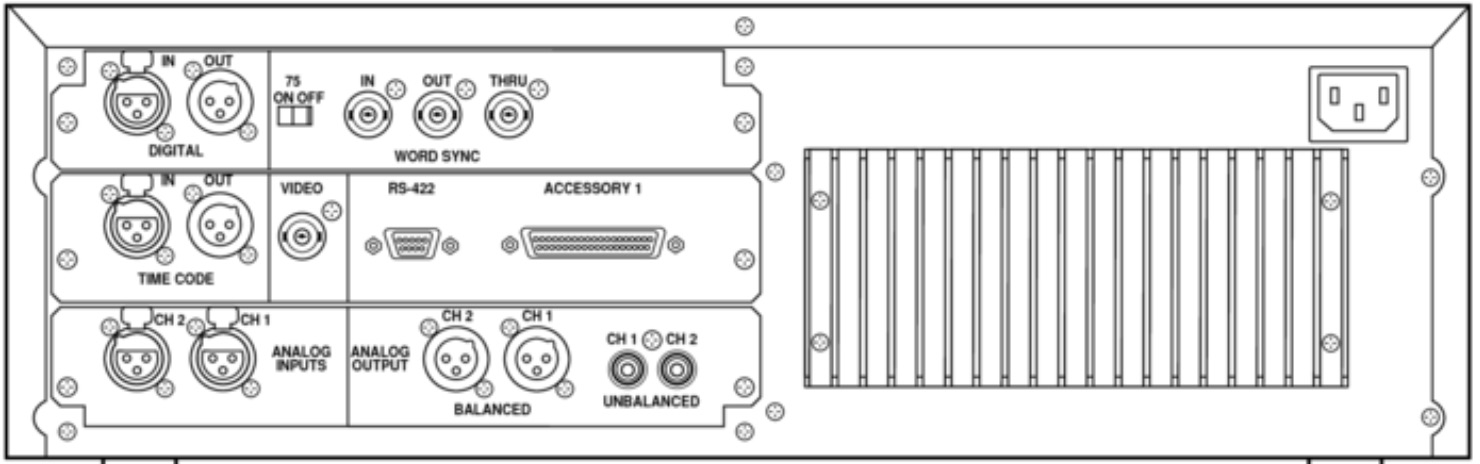 IN OUT
75
ON OFF
IN OUT THRU
DIGITAL
WORD SYNC
IN OUT
VIDEO
RS-422
ACCESSORY 1
TIME CODE
CH 2 CH 1
ANALOG
INPUTS
ANALOG
OUTPUT
CH 2 CH 1
BALANCED
CH 1 CH 2
UNBALANCED